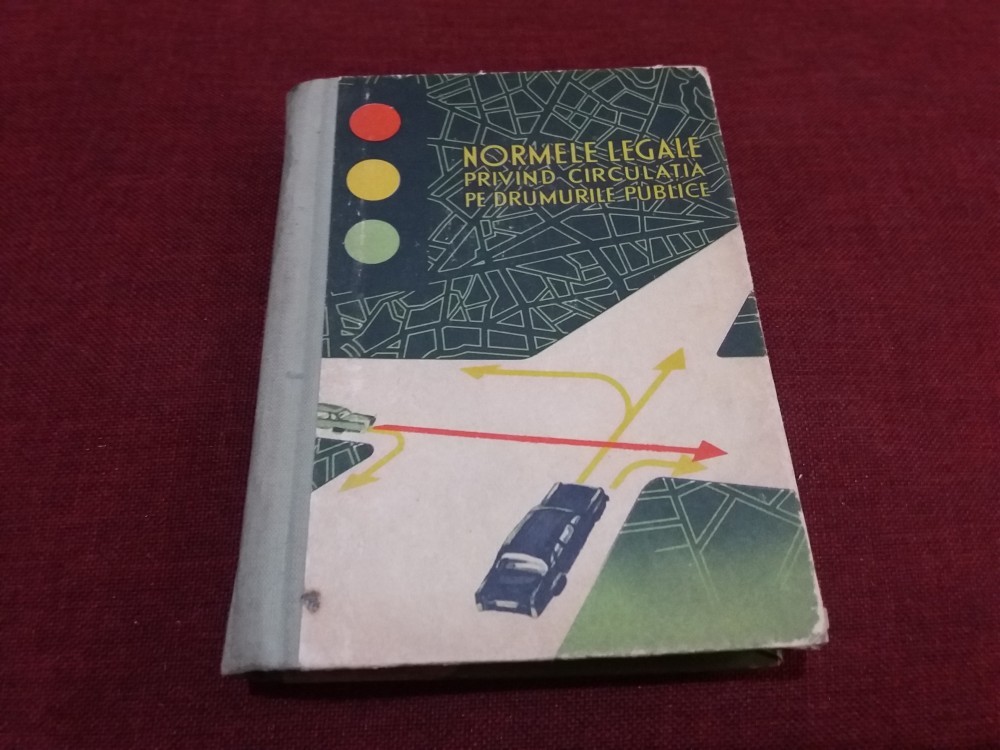 NORMELE LEGALE
PRIVIND CIRCULAȚIA
PE DRUMURILE PUBLICE